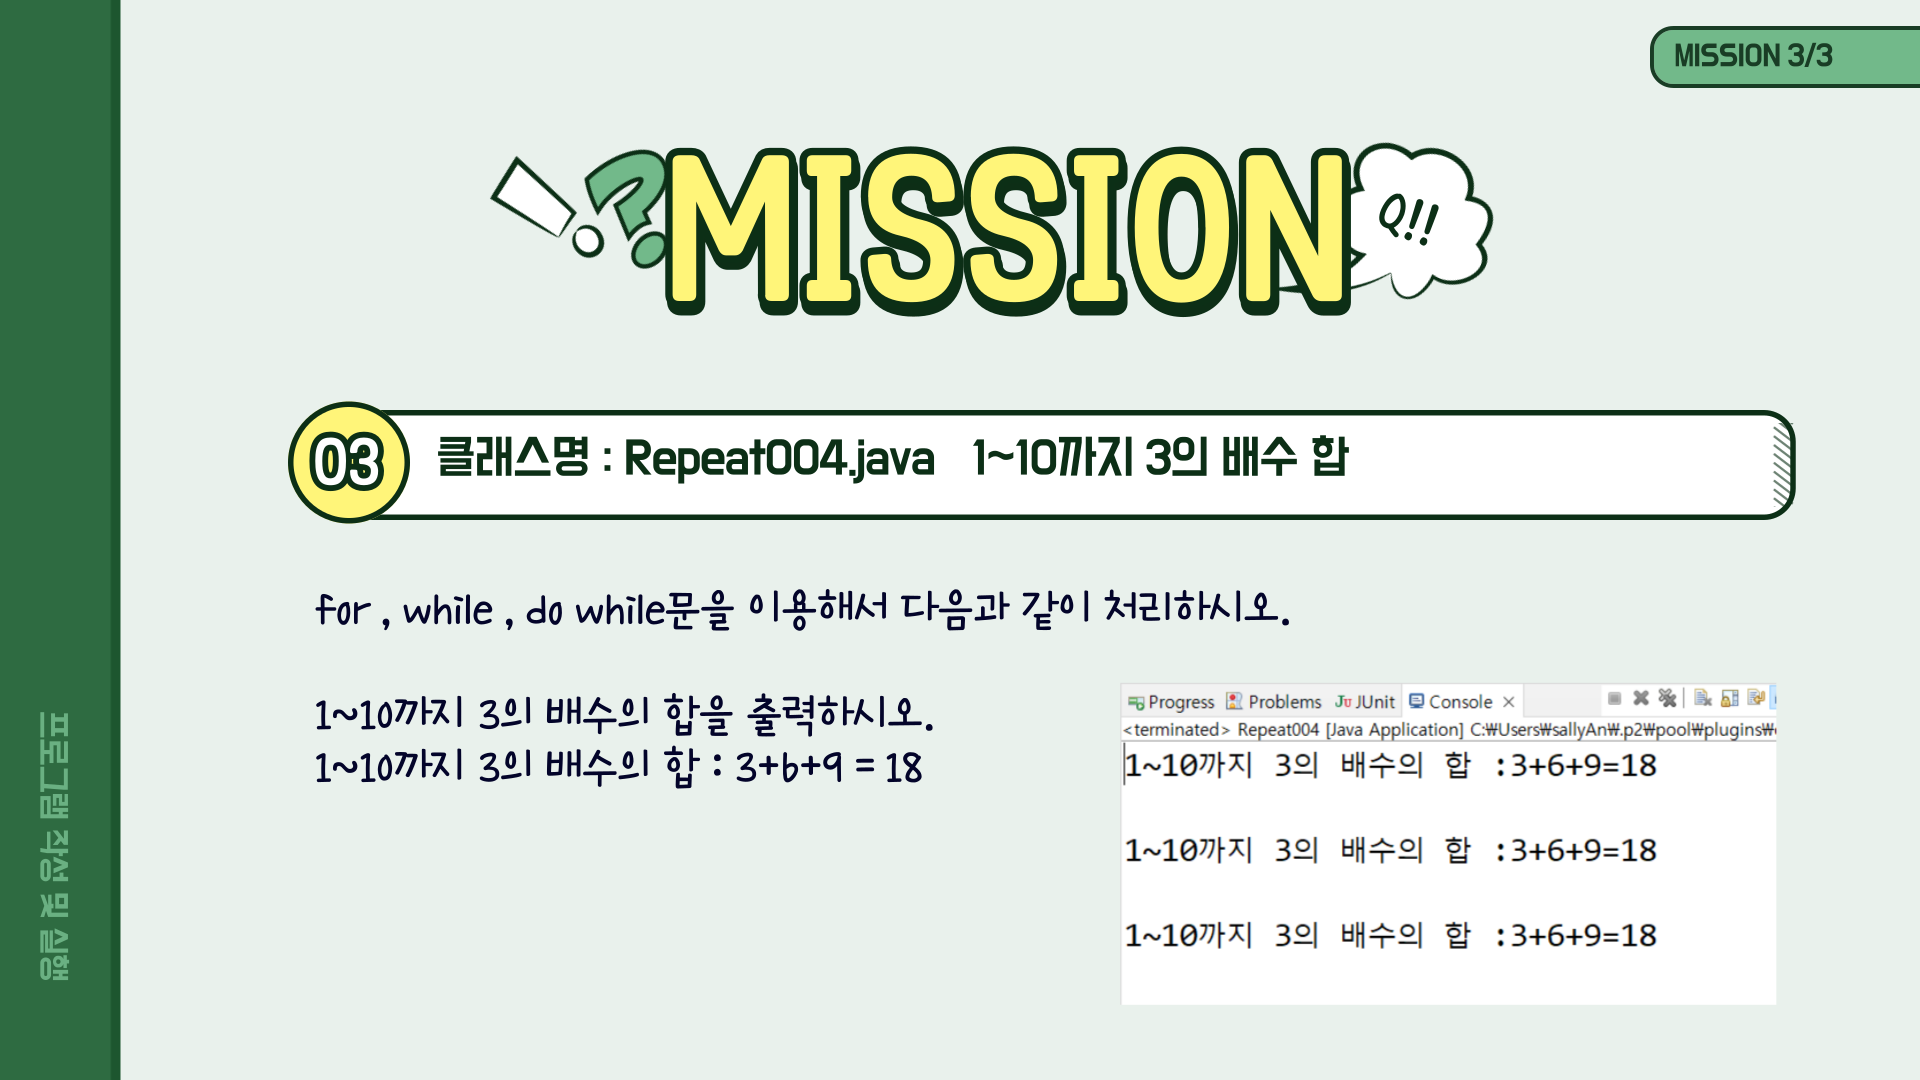 MISSION 3/3
MISSION
Q!!
03
클래스명 : Repeat004.java 1~10까지 3의 배수 합
for , while , do while문을 이용해서 다음과 같이 처리하시오.
1~10까지 3의 배수의 합을 출력하시오.
1~10까지 3의 배수의 합 : 3+6+9 = 18
Progress Problems JUnit Console
<terminated> Repeat004 [Java Application] C:₩Users₩sallyAn₩.p2₩pool₩plugins₩
1~10까지 3의 배수의 합 :3+6+9=18
1~10까지 3의 배수의 합 :3+6+9=18
1~10까지 3의 배수의 합 :3+6+9=18
프로그램 작성 및 실행